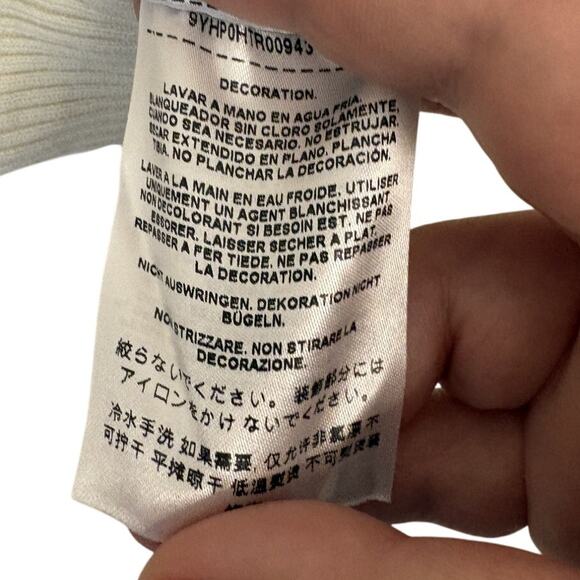 9YHP0HTR00943
DECORATION.
LAVAR A MANO EN AGUA FRIA.
BLANQUEADOR SIN CLORO SOLAMENTE,
CUANDO SEA NECESARIO. NO ESTRUJAR.
SECAR EXTENDIDO EN PLANO. PLANCHA
TIBIA. NO PLANCHAR LA DECORACIÓN.
LAVER A LA MAIN EN EAU FROIDE. UTILISER
UNIQUEMENT UN AGENT BLANCHISSANT
NON DECOLORANT SI BESOIN EST. NE PAS
ESSORER. LAISSER SECHER A PLAT.
REPASSER A FER TIEDE. NE PAS REPASSER
LA DECORATION.
NICHT AUSWRINGEN. DEKORATION NICHT
BÜGELN.
NON STRIZZARE. NON STIRARE LA
DECORAZIONE.
絞らないでください。 装飾部分には
アイロンをかけ ないでください。
冷水手洗 如果需要, 仅允许非氯漂 不
可拧干 平摊晾干 低温熨烫 不可熨烫装